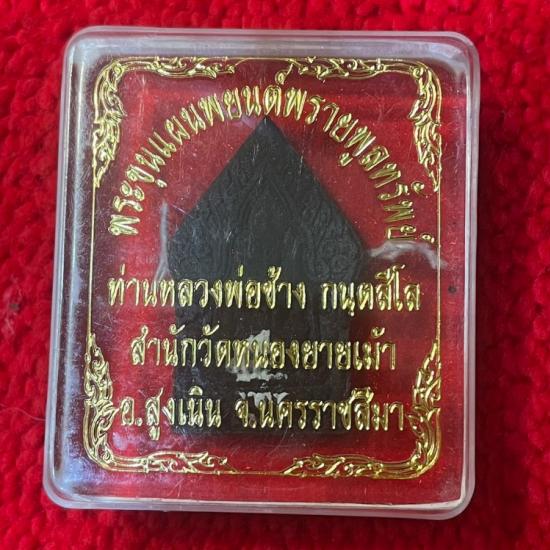 พระขุนแผนพยนต์พรายพูลทรัพย์
ท่านหลวงพ่อช้าง กนฺตสีโล
สำนักวัดหนองยายเม้า
อ.สูงเนิน จ.นครราชสีมา